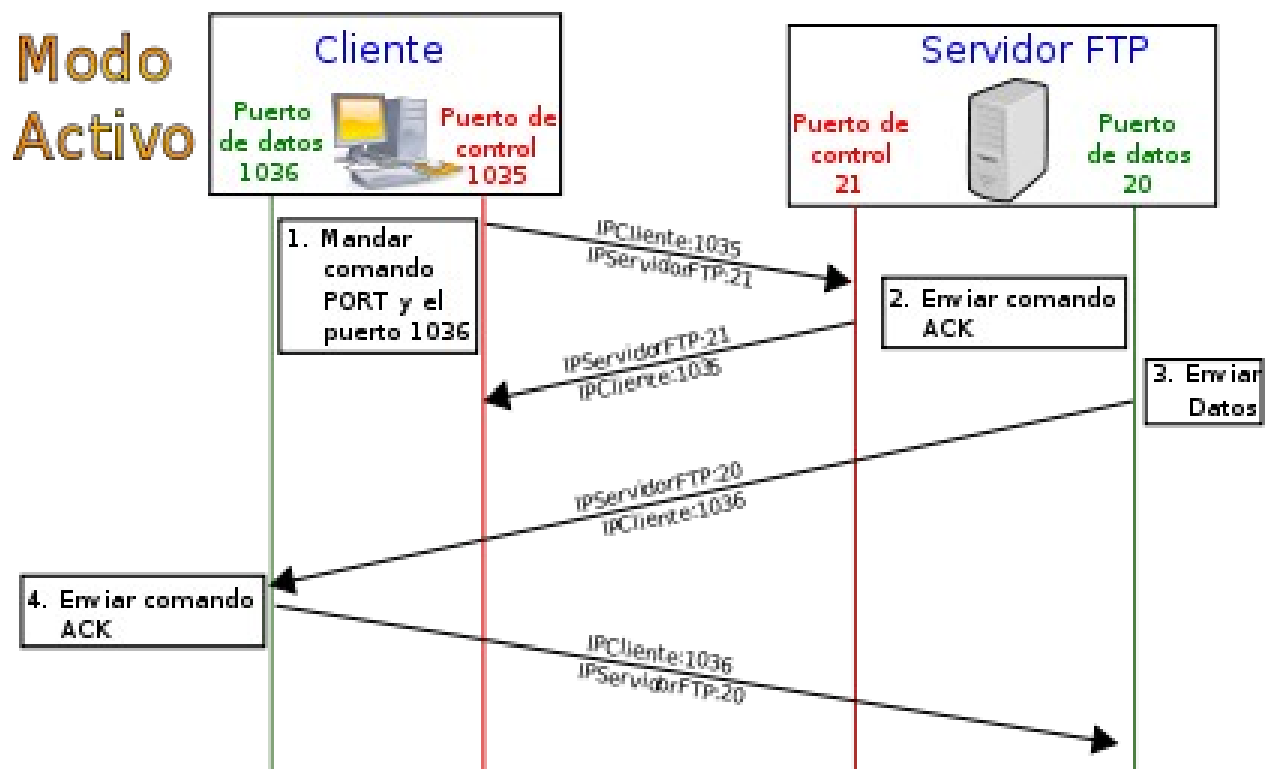 Modo
Activo
Cliente
Puerto
de datos
1036
Puerto de
control
1035
Servidor FTP
Puerto de
control
21
Puerto
de datos
20
1. Mandar
comando
PORT y el
puerto 1036
IPCliente:1035
IPServidorFTP:21
2. Enviar comando
ACK
IPServidorFTP:21
IPCliente:1035
3. Enviar
Datos
IPServidorFTP:20
IPCliente:1036
4. Enviar comando
ACK
IPCliente:1036
IPServidorFTP:20